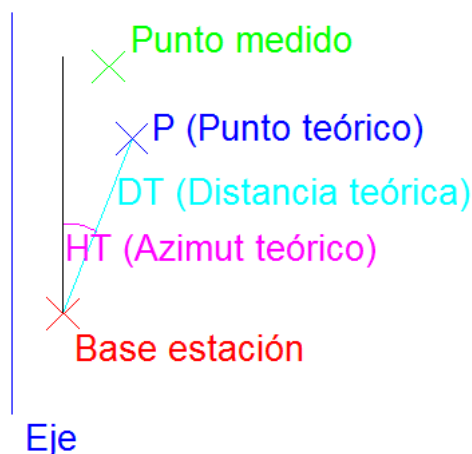 Punto medido
P (Punto teórico)
DT (Distancia teórica)
HT (Azimut teórico)
Base estación
Eje